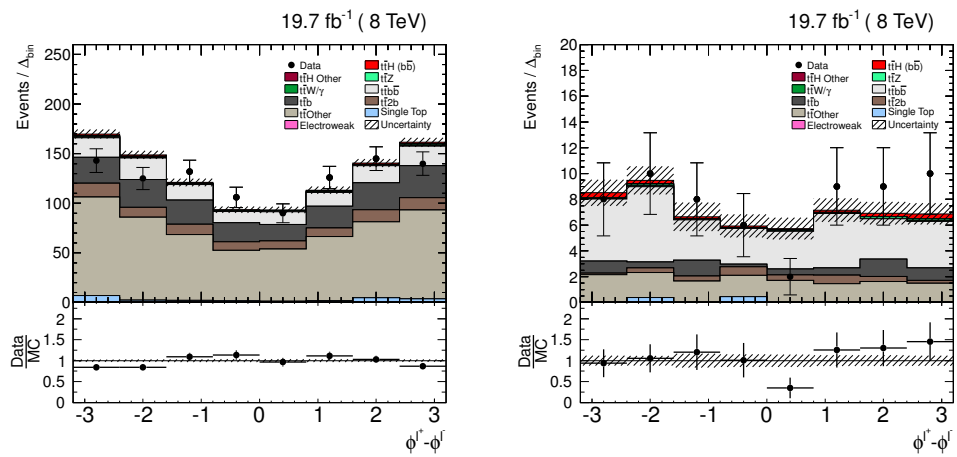 19.7 fb⁻¹ ( 8 TeV)
Events / Δbin
260
250
200
150
100
50
0
Data
tt̄H (bb̄)
tt̄H Other
tt̄Z
tt̄W/γ
tt̄bb̄
tt̄b
tt̄2b
tt̄Other
Single Top
Electroweak
Uncertainty
Data
MC
2
1.5
1
0.5
0
-3 -2 -1 0 1 2 3
ϕˡ⁺-ϕˡ⁻
19.7 fb⁻¹ ( 8 TeV)
Events / Δbin
20
18
16
14
12
10
8
6
4
2
0
Data
tt̄H (bb̄)
tt̄H Other
tt̄Z
tt̄W/γ
tt̄bb̄
tt̄b
tt̄2b
tt̄Other
Single Top
Electroweak
Uncertainty
Data
MC
2
1.5
1
0.5
0
-3 -2 -1 0 1 2 3
ϕˡ⁺-ϕˡ⁻